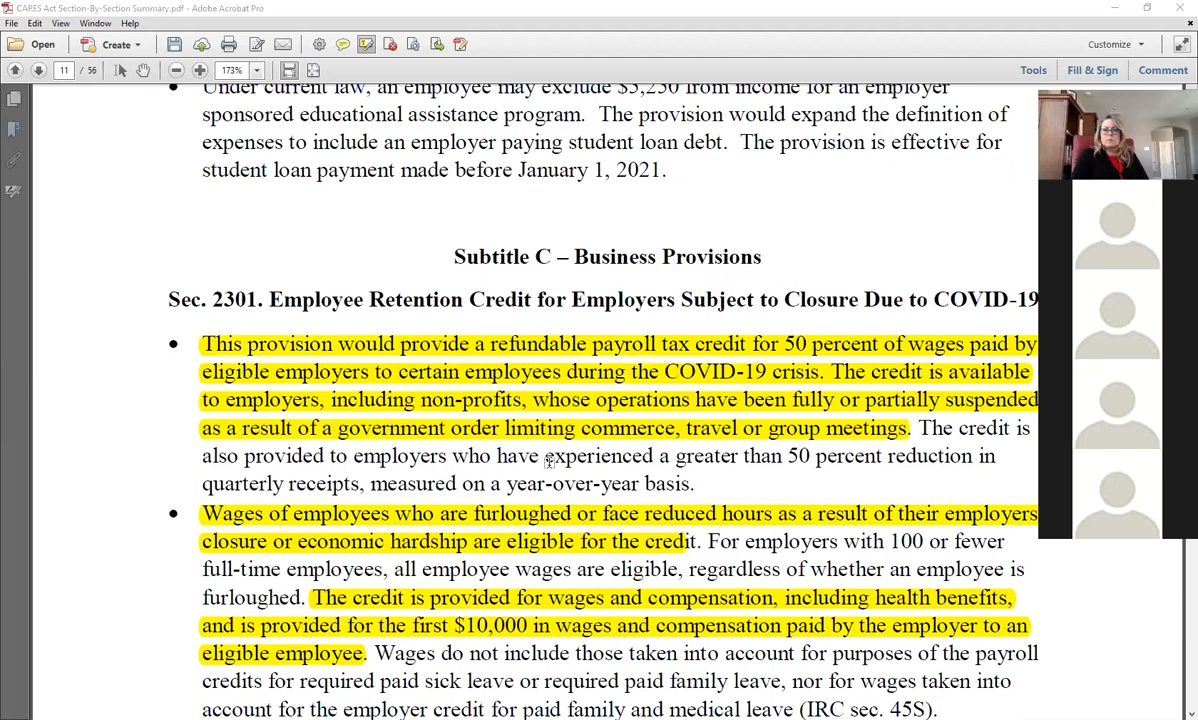 CARES Act Section-By-Section Summary.pdf - Adobe Acrobat Pro
File Edit View Window Help
Open Create Customize
11 / 56 173% Tools Fill & Sign Comment
Under current law, an employee may exclude $5,250 from income for an employer
sponsored educational assistance program. The provision would expand the definition of
expenses to include an employer paying student loan debt. The provision is effective for
student loan payment made before January 1, 2021.
Subtitle C – Business Provisions
Sec. 2301. Employee Retention Credit for Employers Subject to Closure Due to COVID-19
• This provision would provide a refundable payroll tax credit for 50 percent of wages paid by
eligible employers to certain employees during the COVID-19 crisis. The credit is available
to employers, including non-profits, whose operations have been fully or partially suspended
as a result of a government order limiting commerce, travel or group meetings. The credit is
also provided to employers who have experienced a greater than 50 percent reduction in
quarterly receipts, measured on a year-over-year basis.
• Wages of employees who are furloughed or face reduced hours as a result of their employers
closure or economic hardship are eligible for the credit. For employers with 100 or fewer
full-time employees, all employee wages are eligible, regardless of whether an employee is
furloughed. The credit is provided for wages and compensation, including health benefits,
and is provided for the first $10,000 in wages and compensation paid by the employer to an
eligible employee. Wages do not include those taken into account for purposes of the payroll
credits for required paid sick leave or required paid family leave, nor for wages taken into
account for the employer credit for paid family and medical leave (IRC sec. 45S).